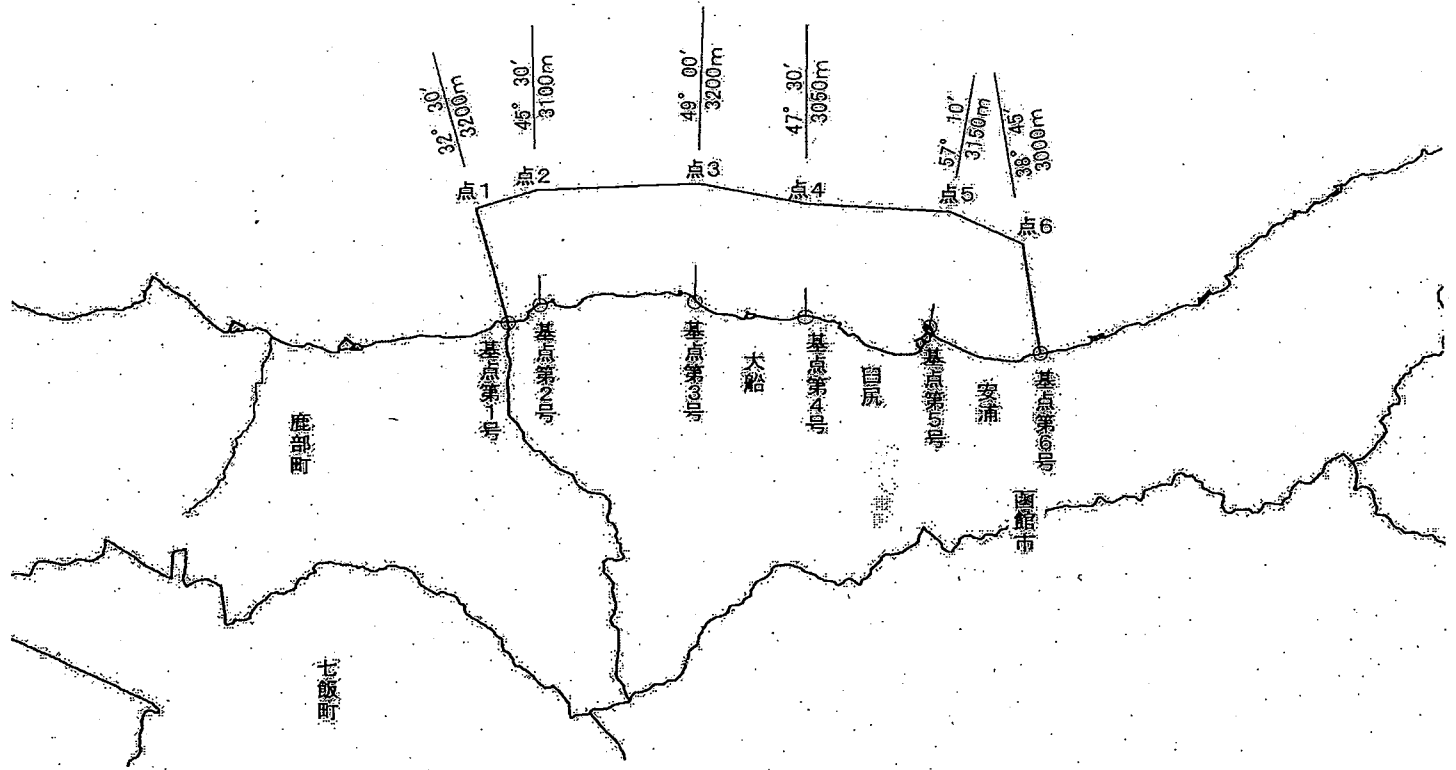 32° 30′
3200m
45° 30′
3100m
49° 00′
3200m
47° 30′
3050m
57° 10′
3150m
38° 45′
3000m
点1
点2
点3
点4
点5
点6
基点第1号
基点第2号
基点第3号
大船
基点第4号
臼尻
基点第5号
安浦
基点第6号
鹿部町
函館市
七飯町